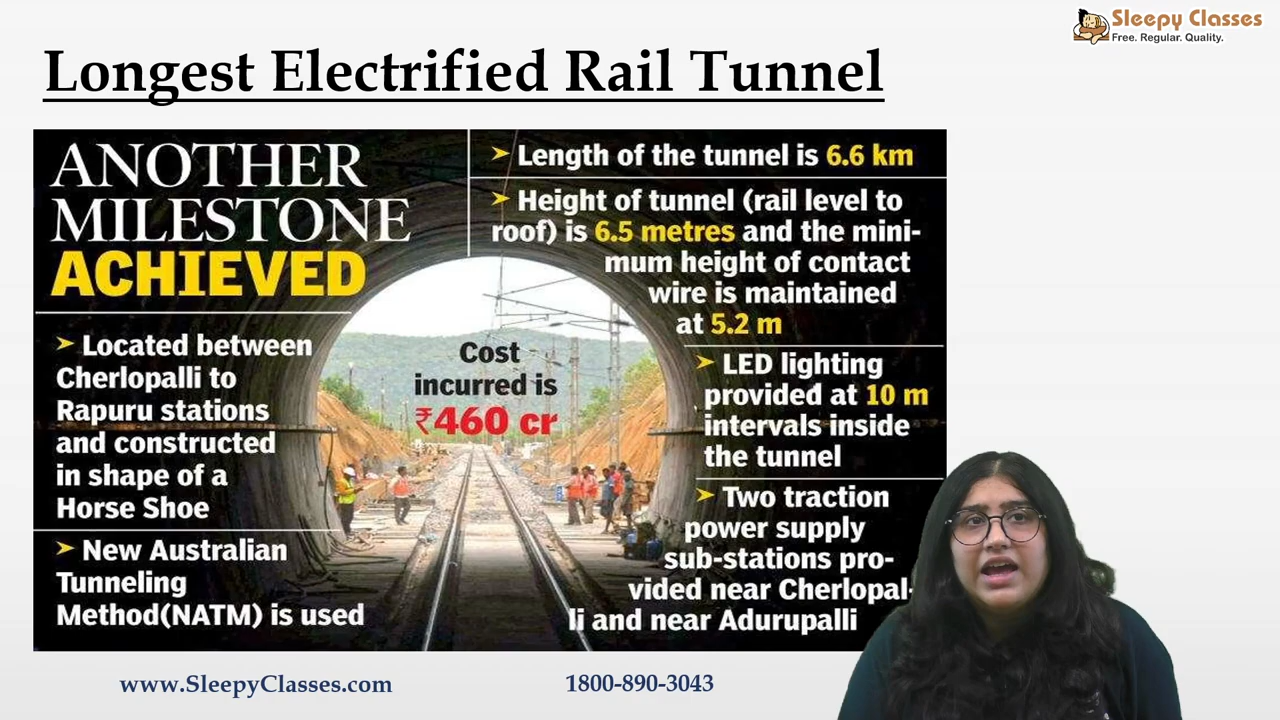 Sleepy Classes
Free. Regular. Quality.
Longest Electrified Rail Tunnel
ANOTHER
MILESTONE
ACHIEVED
➤ Located between
Cherlopalli to
Rapuru stations
and constructed
in shape of a
Horse Shoe
➤ New Australian
Tunneling
Method(NATM) is used
Cost
incurred is
₹460 cr
➤ Length of the tunnel is 6.6 km
➤ Height of tunnel (rail level to
roof) is 6.5 metres and the mini-
mum height of contact
wire is maintained
at 5.2 m
➤ LED lighting
provided at 10 m
intervals inside
the tunnel
➤ Two traction
power supply
sub-stations pro-
vided near Cherlopal-
li and near Adurupalli
www.SleepyClasses.com
1800-890-3043